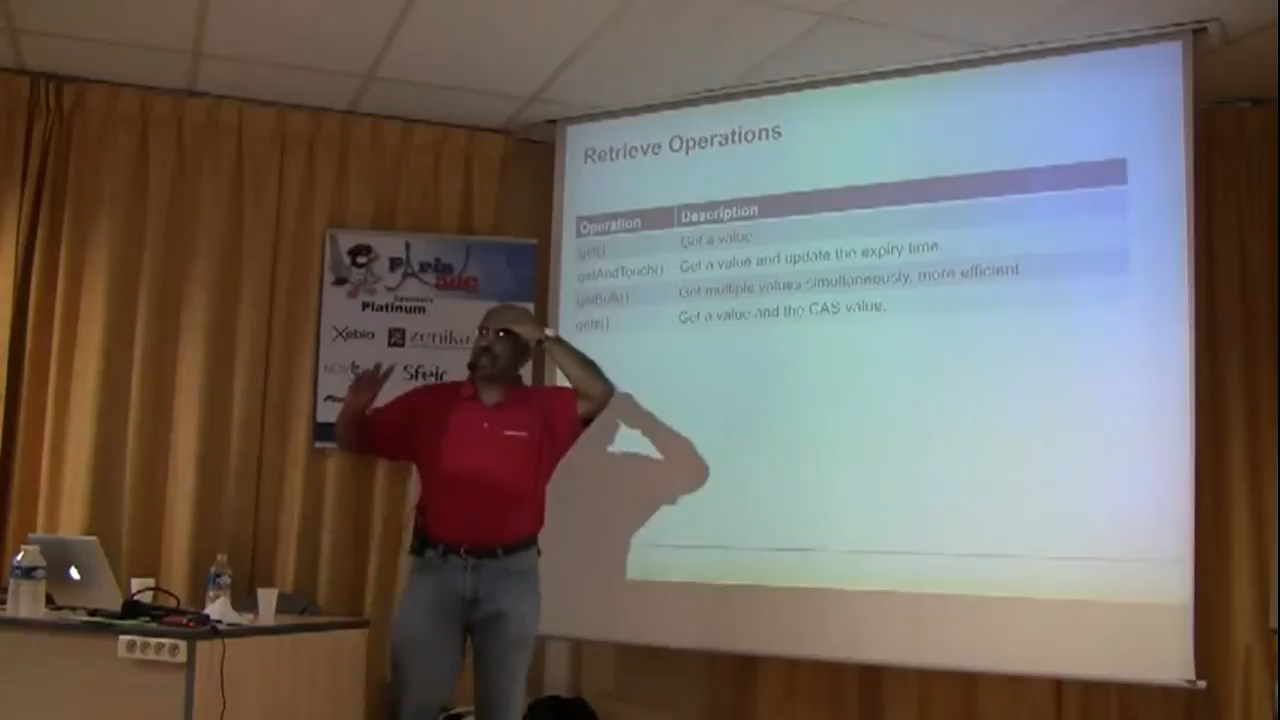 Retrieve Operations
Operation Description
get() Get a value
getAndTouch() Get a value and update the expiry time.
getBulk() Get multiple values simultaneously, more efficient.
gets() Get a value and the CAS value.
Paris
Sponsors
Platinum
Xebia zenika
Sfeir